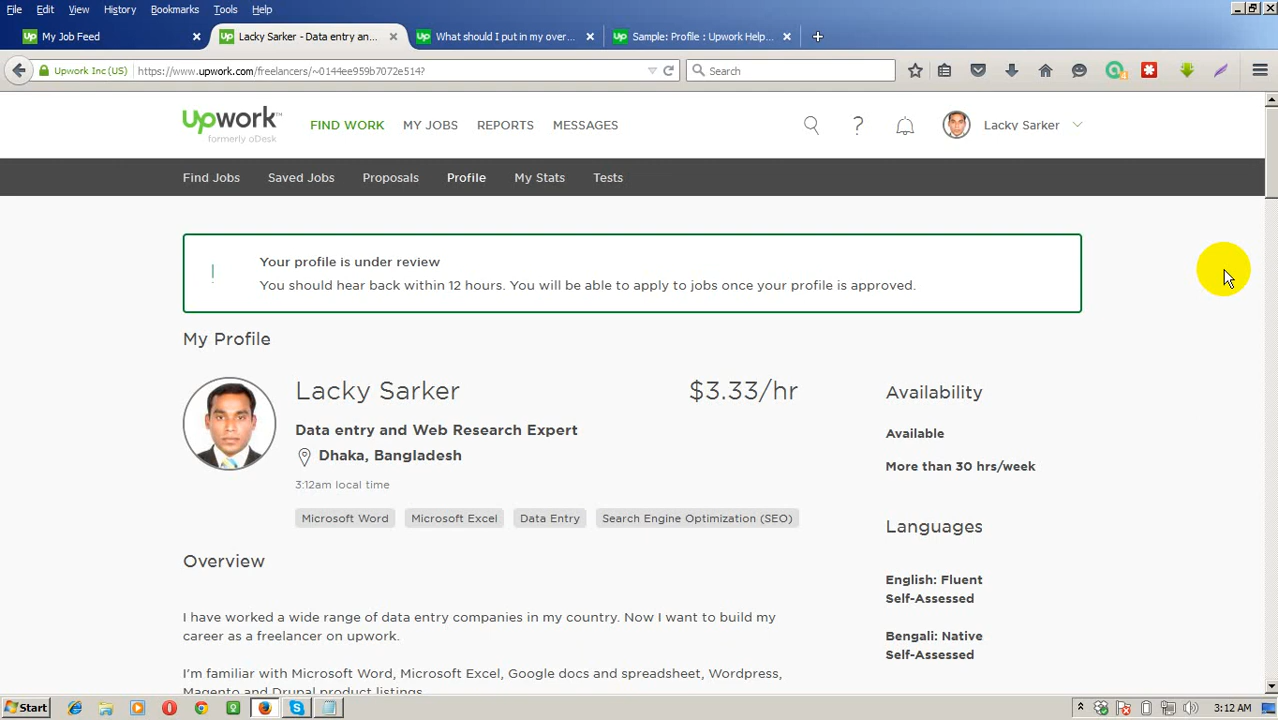 File Edit View History Bookmarks Tools Help
My Job Feed
Lacky Sarker - Data entry an...
What should I put in my over...
Sample: Profile : Upwork Help...
Upwork Inc (US)
https://www.upwork.com/freelancers/~0144ee959b7072e514?
Search
4
Upwork™
formerly oDesk
FIND WORK MY JOBS REPORTS MESSAGES
? Lacky Sarker
Find Jobs Saved Jobs Proposals Profile My Stats Tests
Your profile is under review
You should hear back within 12 hours. You will be able to apply to jobs once your profile is approved.
My Profile
Lacky Sarker
$3.33/hr
Data entry and Web Research Expert
Dhaka, Bangladesh
3:12am local time
Microsoft Word Microsoft Excel Data Entry Search Engine Optimization (SEO)
Overview
I have worked a wide range of data entry companies in my country. Now I want to build my
career as a freelancer on upwork.
I'm familiar with Microsoft Word, Microsoft Excel, Google docs and spreadsheet, Wordpress,
Magento and Drupal product listings.
Availability
Available
More than 30 hrs/week
Languages
English: Fluent
Self-Assessed
Bengali: Native
Self-Assessed
Start
3:12 AM